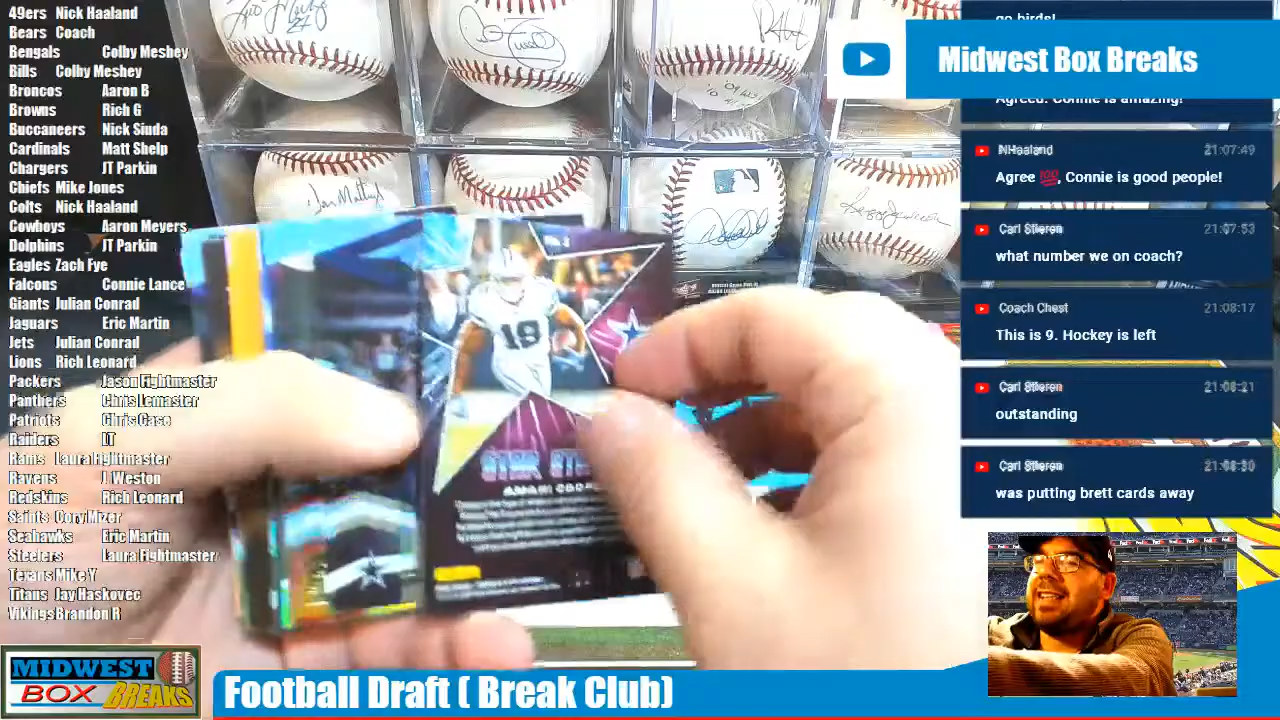 49ers Nick Haaland
Bears Coach
Bengals Colby Meshey
Bills Colby Meshey
Broncos Aaron B
Browns Rich G
Buccaneers Nick Siuda
Cardinals Matt Shelp
Chargers JT Parkin
Chiefs Mike Jones
Colts Nick Haaland
Cowboys Aaron Meyers
Dolphins JT Parkin
Eagles Zach Fye
Falcons Connie Lance
Giants Julian Conrad
Jaguars Eric Martin
Jets Julian Conrad
Lions Rich Leonard
Packers Jason Fightmaster
Panthers Chris Lemaster
Patriots Chris Case
Raiders LT
Rams Laura Fightmaster
Ravens J Weston
Redskins Rich Leonard
Saints Cory Mizer
Seahawks Eric Martin
Steelers Laura Fightmaster
Texans Mike Y
Titans Jay Haskovec
Vikings Brandon R
MIDWEST
BOX BREAKS
Football Draft ( Break Club)
go birds!
Midwest Box Breaks
Agreed. Connie is amazing!
NHaaland 21:07:49
Agree 💯, Connie is good people!
Carl Stieren 21:07:53
what number we on coach?
Coach Chest 21:08:17
This is 9. Hockey is left
Carl Stieren 21:08:21
outstanding
Carl Stieren 21:08:30
was putting brett cards away
19
STAR
AMARI